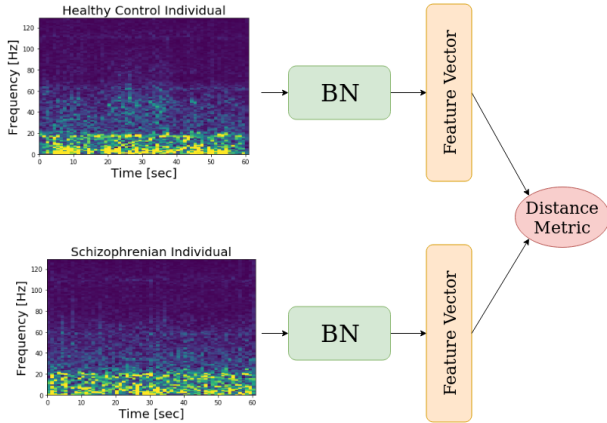 Healthy Control Individual
Frequency [Hz]
120
100
80
60
40
20
0
0 10 20 30 40 50 60
Time [sec]
BN
Feature Vector
Distance
Metric
Schizophrenian Individual
Frequency [Hz]
120
100
80
60
40
20
0
0 10 20 30 40 50 60
Time [sec]
BN
Feature Vector